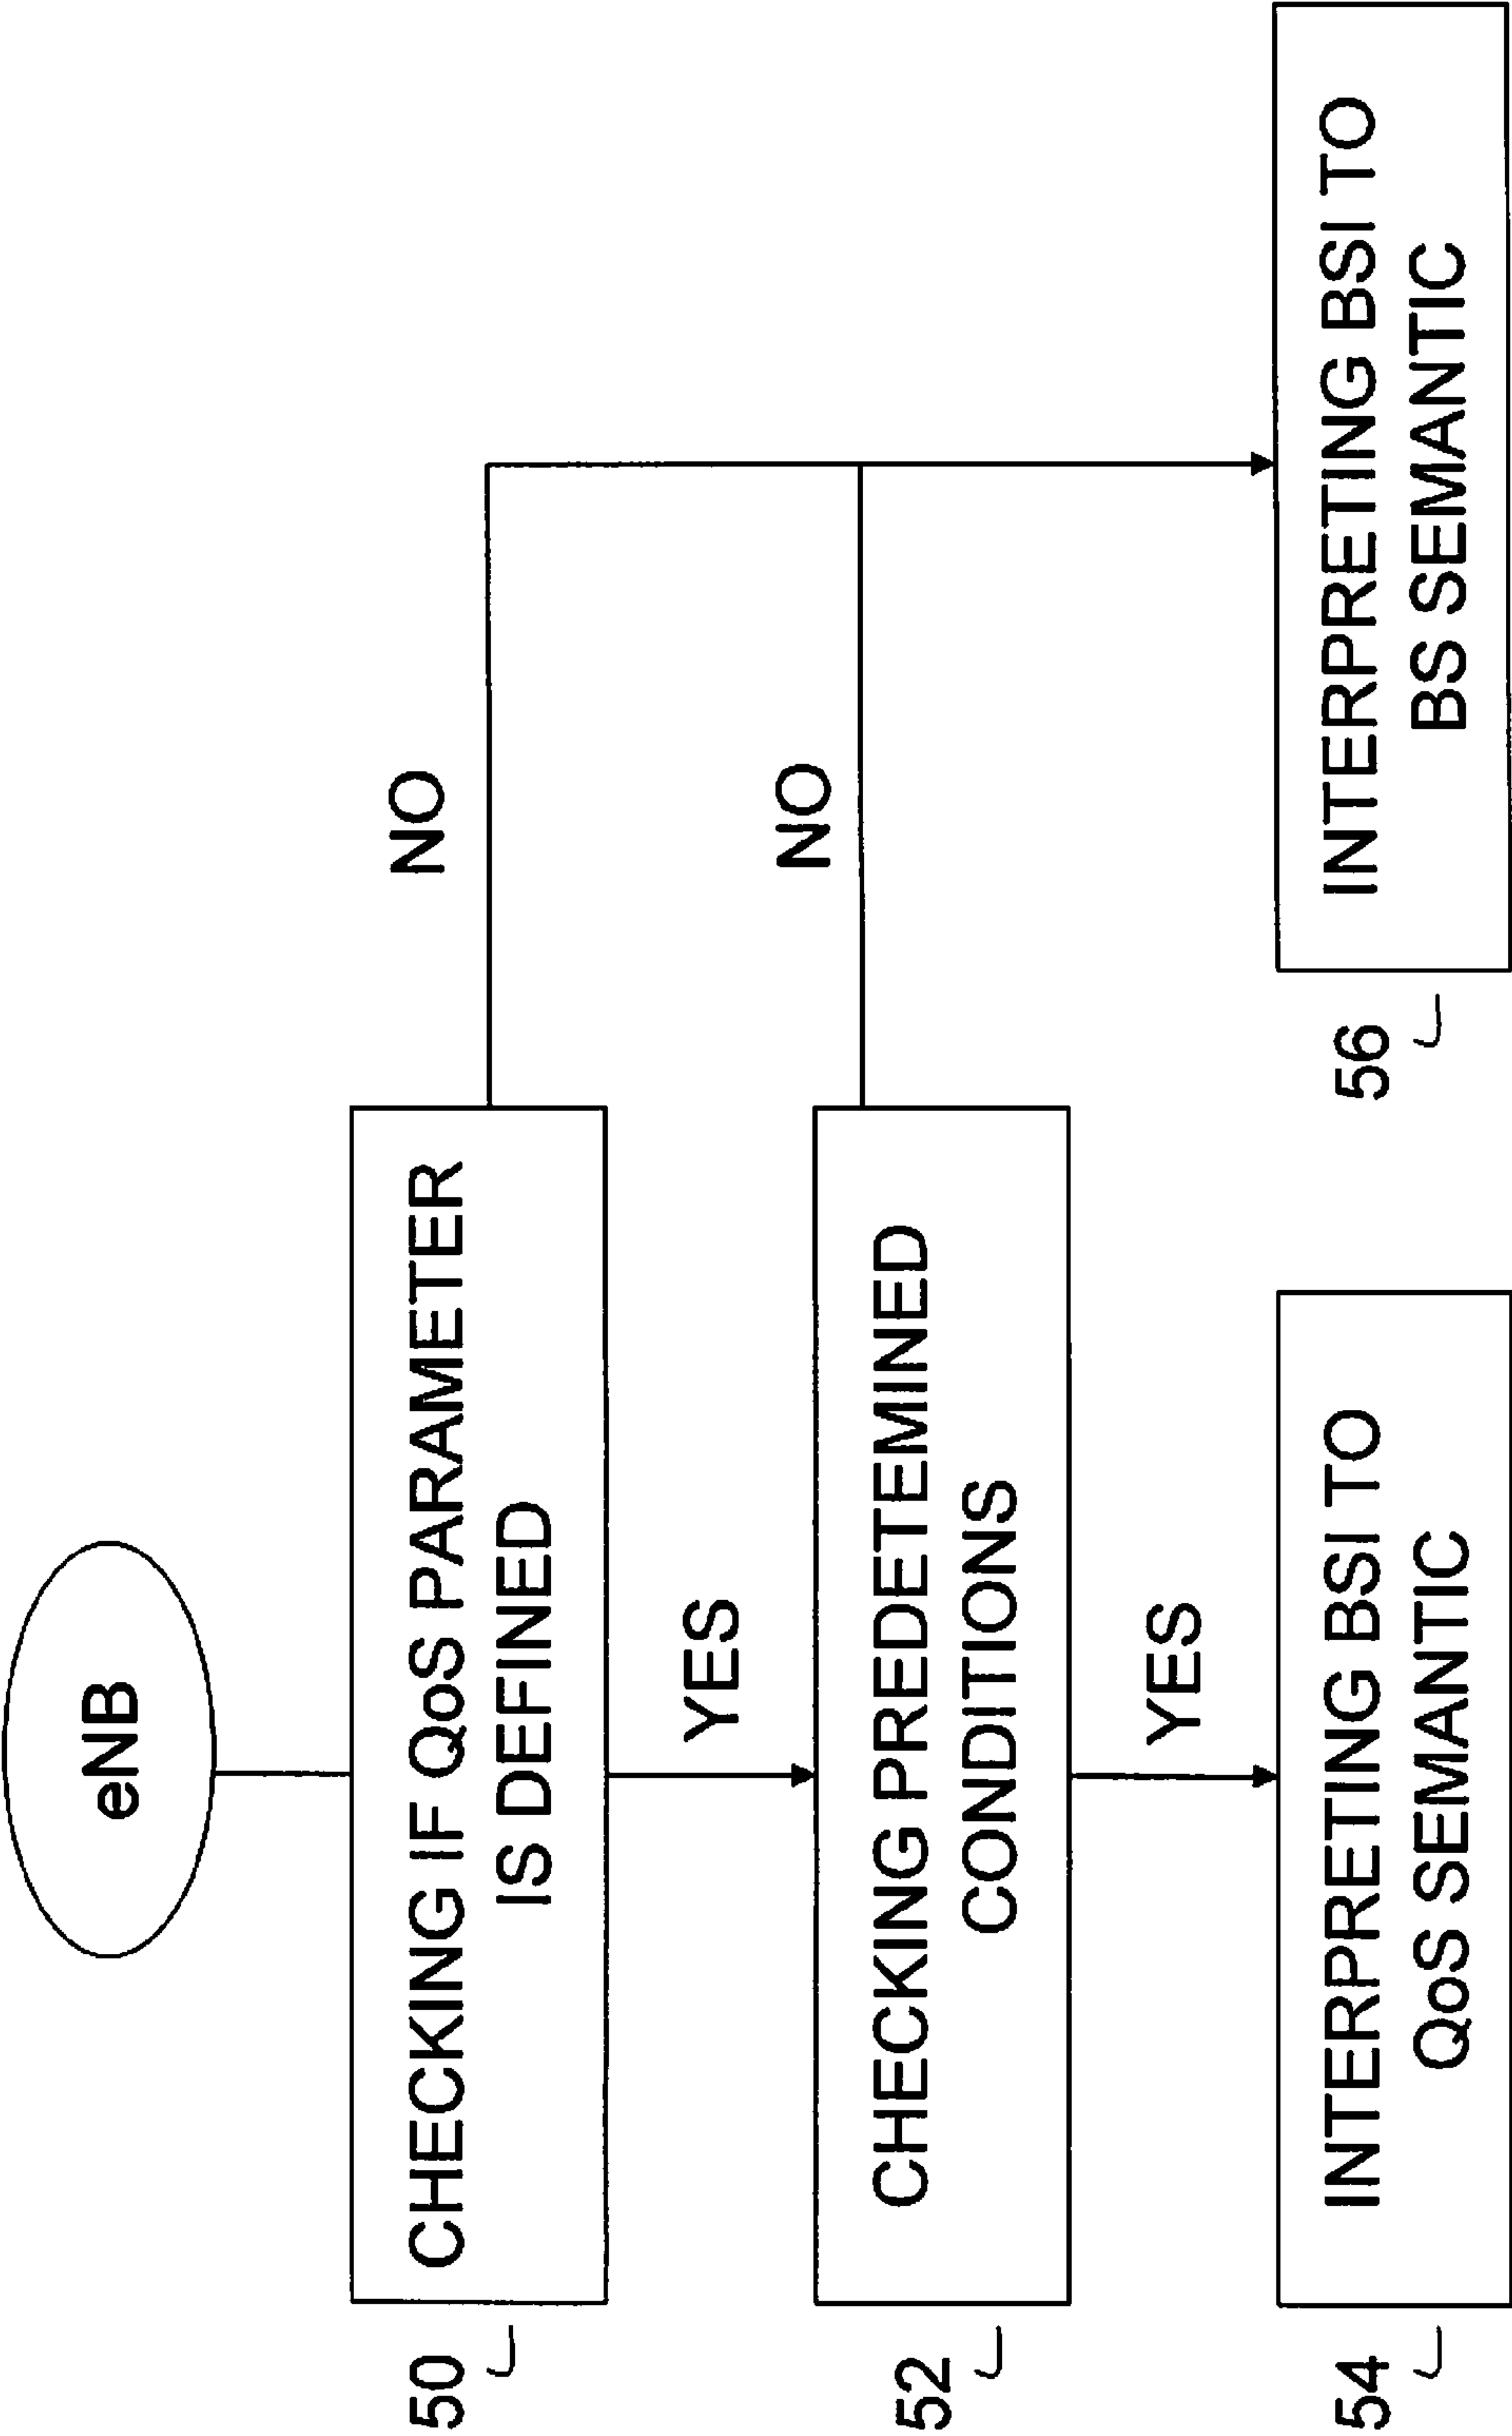 eNB
50
CHECKING IF QoS PARAMETER
IS DEFINED
NO
YES
52
CHECKING PREDETEMINED
CONDITIONS
NO
YES
54
INTERPRETING BSI TO
QoS SEMANTIC
56
INTERPRETING BSI TO
BS SEMANTIC